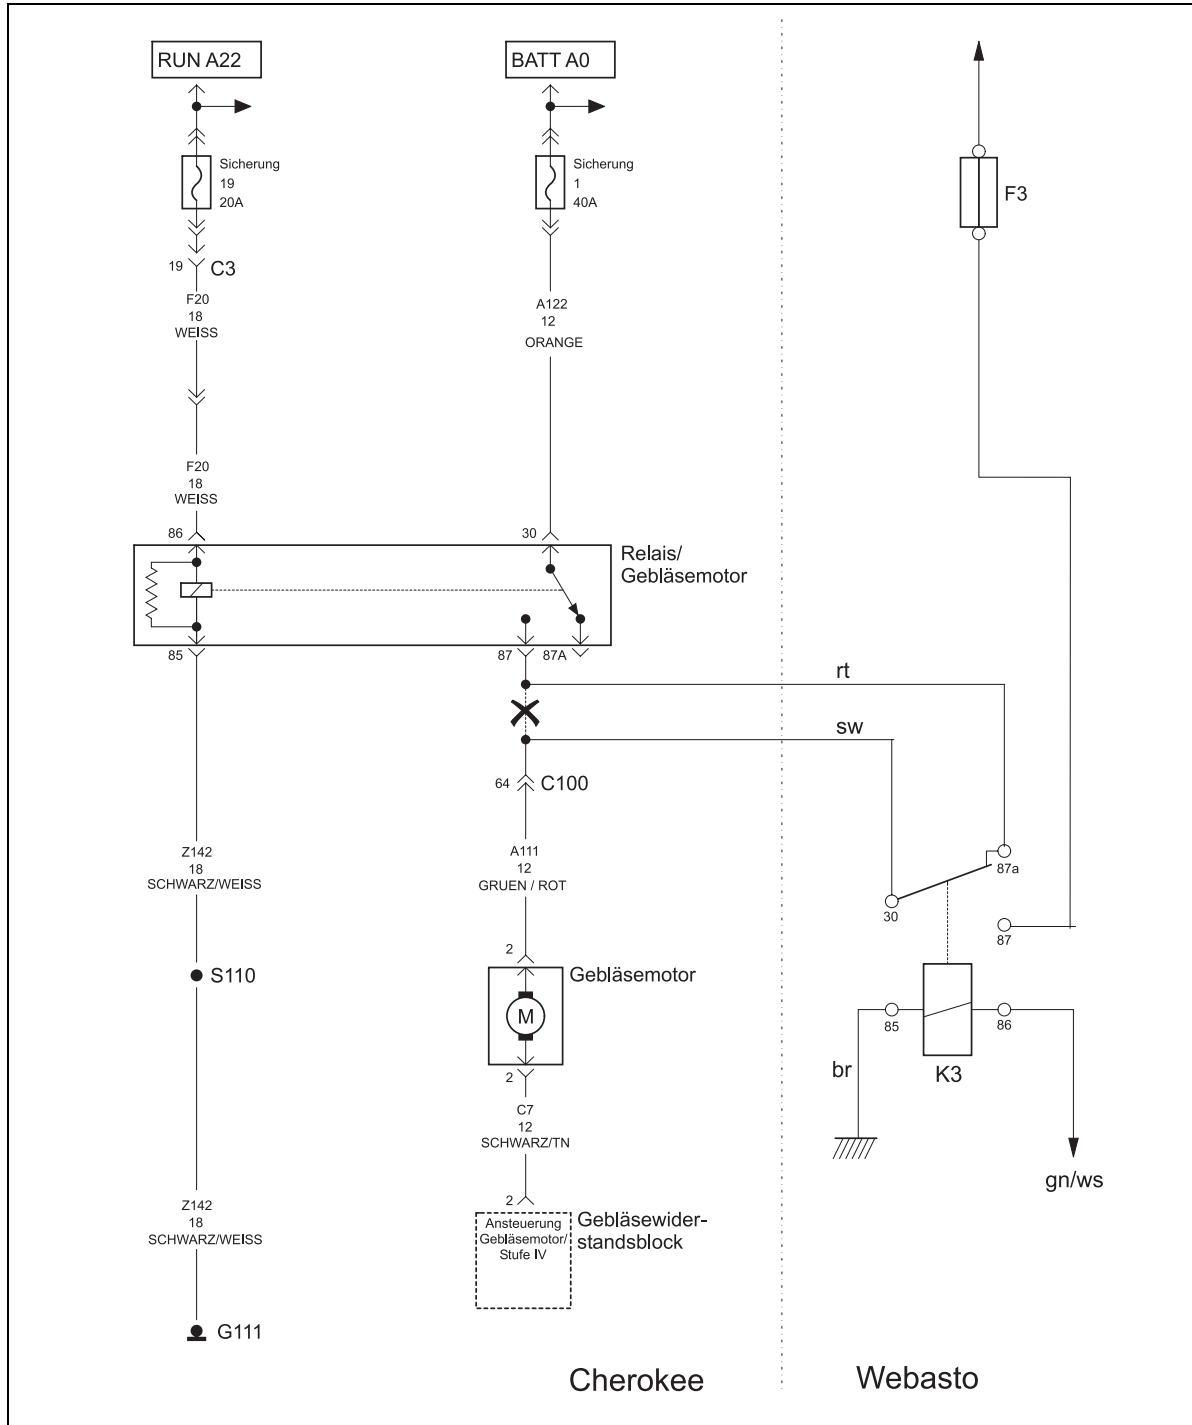 RUN A22
BATT A0
Sicherung
19
20A
Sicherung
1
40A
F3
19
C3
F20
18
WEISS
A122
12
ORANGE
F20
18
WEISS
86
30
Relais/
Gebläsemotor
85
87
87A
rt
sw
64
C100
Z142
18
SCHWARZ/WEISS
A111
12
GRUEN / ROT
87a
30
87
2
Gebläsemotor
S110
M
85
86
K3
br
2
C7
12
SCHWARZ/TN
gn/ws
2
Ansteuerung
Gebläsemotor/
Stufe IV
Gebläsewider-
standsblock
Z142
18
SCHWARZ/WEISS
G111
Cherokee
Webasto